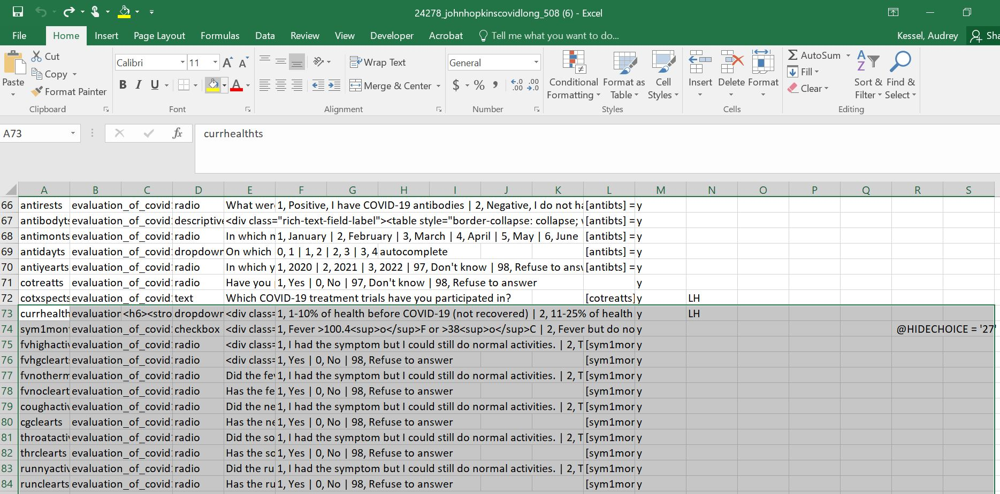 24278_johnhopkinscovidlong_508 (6) - Excel
File Home Insert Page Layout Formulas Data Review View Developer Acrobat Tell me what you want to do... Kessel, Audrey Sha
Paste Cut
Copy
Format Painter
Clipboard
Calibri 11
B I U
Font
Wrap Text
Merge & Center
Alignment
General
$ % ,
Number
Conditional Formatting
Format as Table
Cell Styles
Styles
Insert Delete Format
Cells
AutoSum
Fill
Clear
Sort & Filter
Find & Select
Editing
A73 fx currhealthts
A B C D E F G H I J K L M N O P Q R S
66 antirests evaluation_of_covid radio What wer 1, Positive, I have COVID-19 antibodies | 2, Negative, I do not ha [antibts] = y
67 antibodyts evaluation_of_covid descriptive <div class="rich-text-field-label"><table style="border-collapse: collapse; [antibts] = y
68 antimonts evaluation_of_covid radio In which m 1, January | 2, February | 3, March | 4, April | 5, May | 6, June [antibts] = y
69 antidayts evaluation_of_covid dropdown On which 0, 1 | 1, 2 | 2, 3 | 3, 4 autocomplete [antibts] = y
70 antiyearts evaluation_of_covid radio In which y 1, 2020 | 2, 2021 | 3, 2022 | 97, Don't know | 98, Refuse to answ [antibts] = y
71 cotreatts evaluation_of_covid radio Have you 1, Yes | 0, No | 97, Don't know | 98, Refuse to answer y
72 cotxspects evaluation_of_covid text Which COVID-19 treatment trials have you participated in? [cotreatts] y LH
73 currhealth evaluation <h6><stro dropdown <div class= 1, 1-10% of health before COVID-19 (not recovered) | 2, 11-25% of health y LH
74 sym1mon evaluation_of_covid checkbox <div class= 1, Fever >100.4<sup>o</sup>F or >38<sup>o</sup>C | 2, Fever but do no y @HIDECHOICE = '27'
75 fvhighactiv evaluation_of_covid radio <div class= 1, I had the symptom but I could still do normal activities. | 2, T [sym1mor y
76 fvhgcleart evaluation_of_covid radio <div class= 1, Yes | 0, No | 98, Refuse to answer [sym1mor y
77 fvnotherm evaluation_of_covid radio Did the fev 1, I had the symptom but I could still do normal activities. | 2, T [sym1mor y
78 fvnocleart evaluation_of_covid radio Has the fe 1, Yes | 0, No | 98, Refuse to answer [sym1mor y
79 coughactiv evaluation_of_covid radio Did the ne 1, I had the symptom but I could still do normal activities. | 2, T [sym1mor y
80 cgclearts evaluation_of_covid radio Has the ne 1, Yes | 0, No | 98, Refuse to answer [sym1mor y
81 throatactiv evaluation_of_covid radio Did the so 1, I had the symptom but I could still do normal activities. | 2, T [sym1mor y
82 thrclearts evaluation_of_covid radio Has the so 1, Yes | 0, No | 98, Refuse to answer [sym1mor y
83 runnyactiv evaluation_of_covid radio Did the ru 1, I had the symptom but I could still do normal activities. | 2, T [sym1mor y
84 runclearts evaluation_of_covid radio Has the ru 1, Yes | 0, No | 98, Refuse to answer [sym1mor y